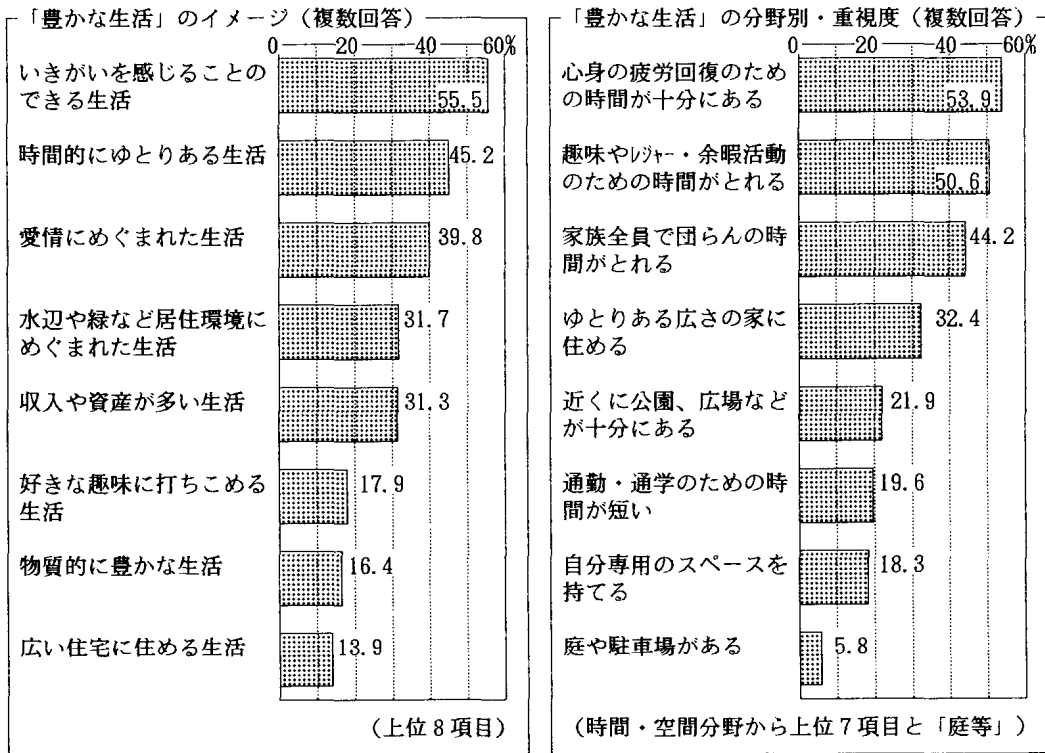 「豊かな生活」のイメージ（複数回答）
0 20 40 60%
いきがいを感じることの
できる生活
55.5
時間的にゆとりある生活
45.2
愛情にめぐまれた生活
39.8
水辺や緑など居住環境に
めぐまれた生活
31.7
収入や資産が多い生活
31.3
好きな趣味に打ちこめる
生活
17.9
物質的に豊かな生活
16.4
広い住宅に住める生活
13.9
（上位8項目）
「豊かな生活」の分野別・重視度（複数回答）
0 20 40 60%
心身の疲労回復のため
の時間が十分にある
53.9
趣味やﾚｼﾞｬｰ・余暇活動
のための時間がとれる
50.6
家族全員で団らんの時
間がとれる
44.2
ゆとりある広さの家に
住める
32.4
近くに公園、広場など
が十分にある
21.9
通勤・通学のための時
間が短い
19.6
自分専用のスペースを
持てる
18.3
庭や駐車場がある
5.8
（時間・空間分野から上位7項目と「庭等」）